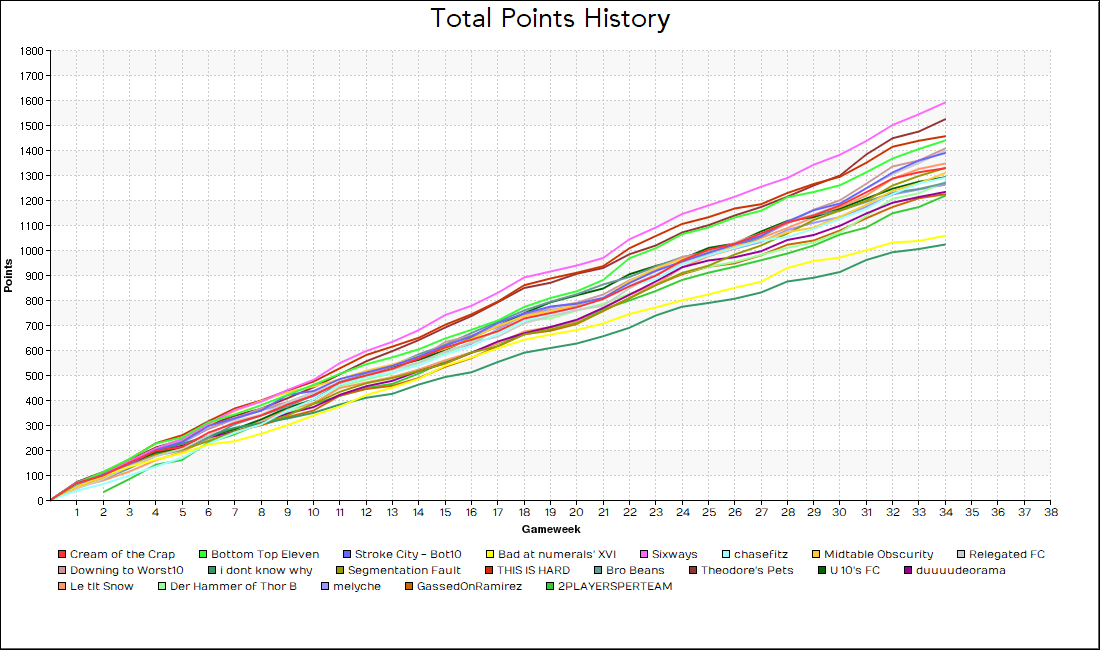 Total Points History
1800
1700
1600
1500
1400
1300
1200
1100
1000
900
800
700
600
500
400
300
200
100
0
Points
1 2 3 4 5 6 7 8 9 10 11 12 13 14 15 16 17 18 19 20 21 22 23 24 25 26 27 28 29 30 31 32 33 34 35 36 37 38
Gameweek
Cream of the Crap Bottom Top Eleven Stroke City - Bot10 Bad at numerals' XVI Sixways chasefitz Midtable Obscurity Relegated FC
Downing to Worst10 i dont know why Segmentation Fault THIS IS HARD Bro Beans Theodore's Pets U 10's FC duuuudeorama
Le tit Snow Der Hammer of Thor B melyche GassedOnRamirez 2PLAYERSPERTEAM